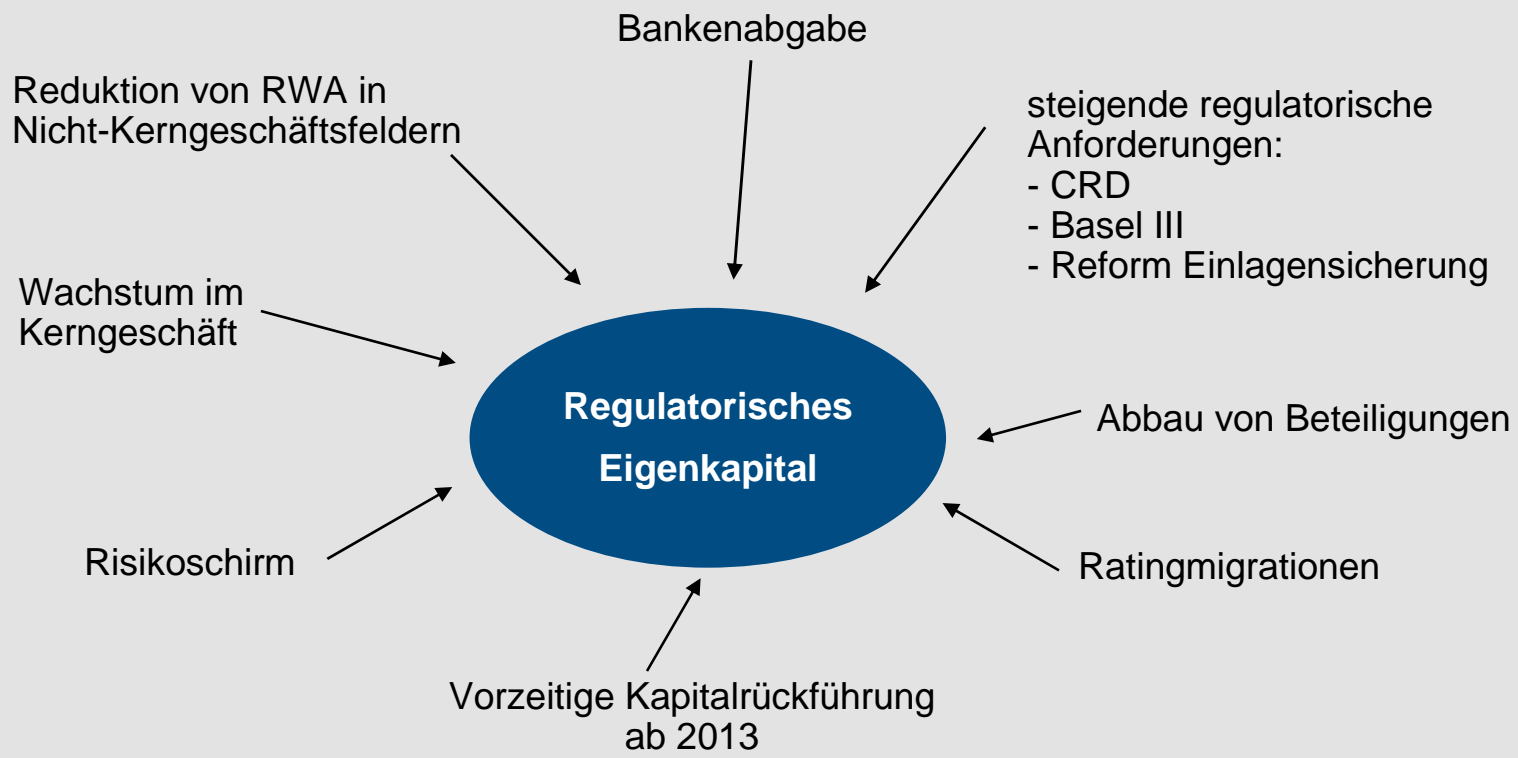 Bankenabgabe
Reduktion von RWA in
Nicht-Kerngeschäftsfeldern
steigende regulatorische
Anforderungen:
- CRD
- Basel III
- Reform Einlagensicherung
Wachstum im
Kerngeschäft
Regulatorisches
Eigenkapital
Abbau von Beteiligungen
Risikoschirm
Ratingmigrationen
Vorzeitige Kapitalrückführung
ab 2013